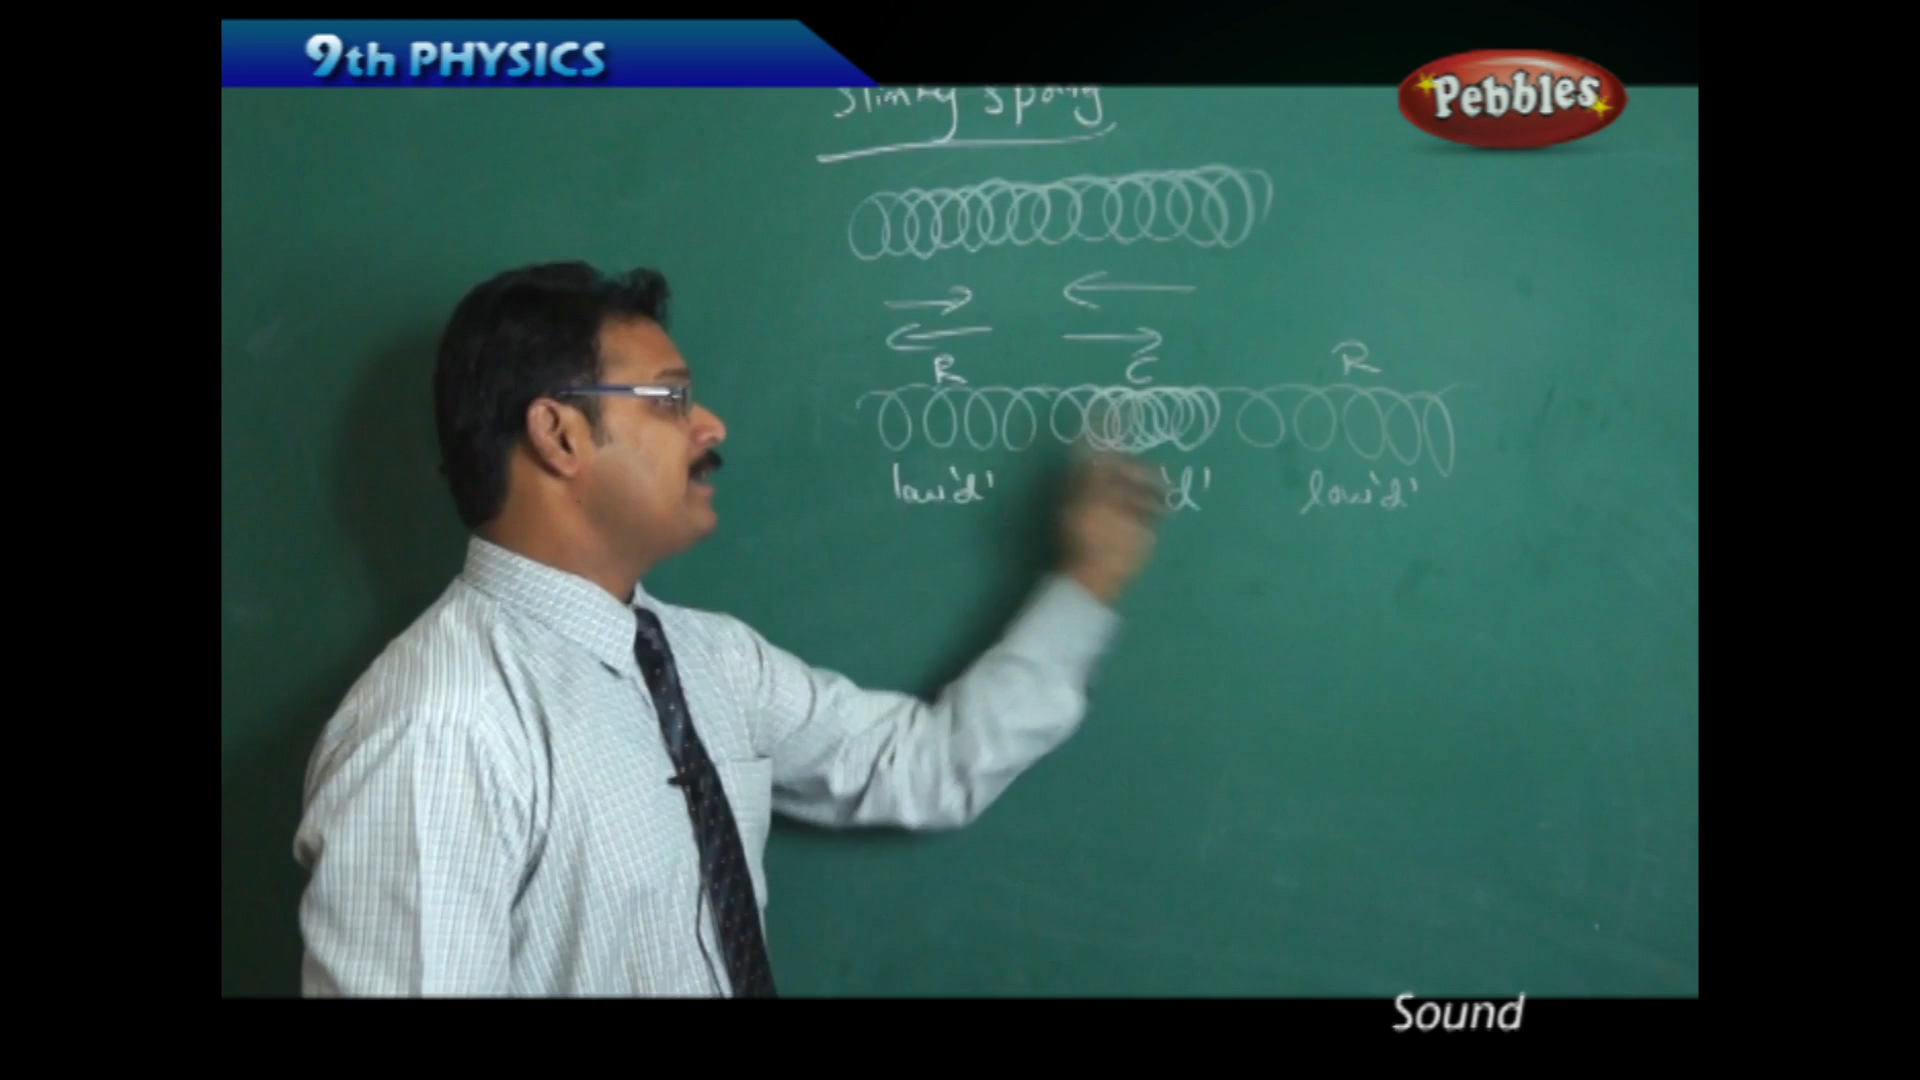 9th PHYSICS
Pebbles
Slinky Spring
R C R
low'd' 'd' low'd'
Sound